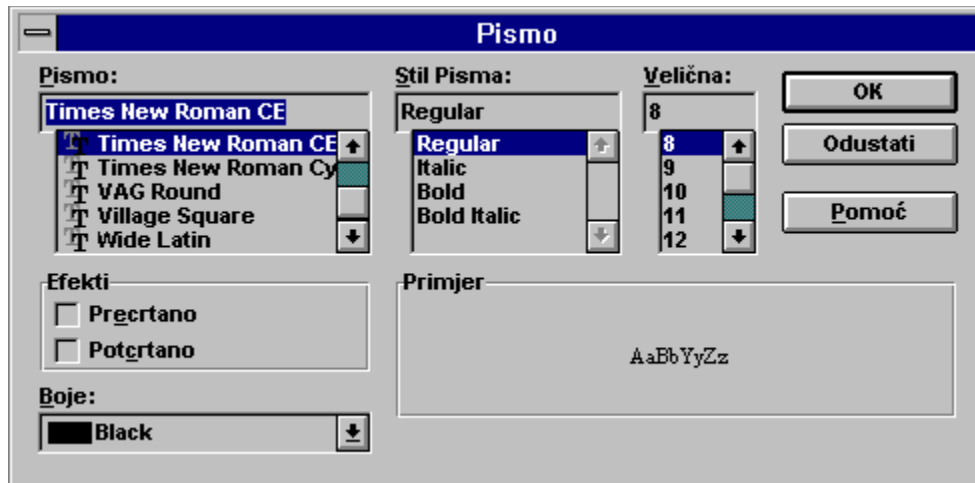 Pismo
Pismo:
Times New Roman CE
Times New Roman CE
Times New Roman Cy
VAG Round
Village Square
Wide Latin
Stil Pisma:
Regular
Regular
Italic
Bold
Bold Italic
Velična:
8
8
9
10
11
12
OK
Odustati
Pomoć
Efekti
Precrtano
Potcrtano
Boje:
Black
Primjer
AaBbYyZz